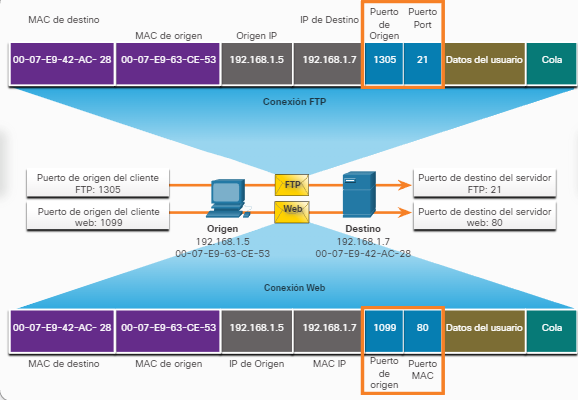 MAC de destino
MAC de origen
Origen IP
IP de Destino
Puerto de Origen
Puerto Port
00-07-E9-42-AC- 28 00-07-E9-63-CE-53 192.168.1.5 192.168.1.7 1305 21 Datos del usuario Cola
Conexión FTP
Puerto de origen del cliente
FTP: 1305
FTP
Puerto de destino del servidor
FTP: 21
Puerto de origen del cliente
web: 1099
Web
Puerto de destino del servidor
web: 80
Origen
192.168.1.5
00-07-E9-63-CE-53
Destino
192.168.1.7
00-07-E9-42-AC-28
Conexión Web
00-07-E9-42-AC- 28 00-07-E9-63-CE-53 192.168.1.5 192.168.1.7 1099 80 Datos del usuario Cola
MAC de destino
MAC de origen
IP de Origen
MAC IP
Puerto de origen
Puerto MAC